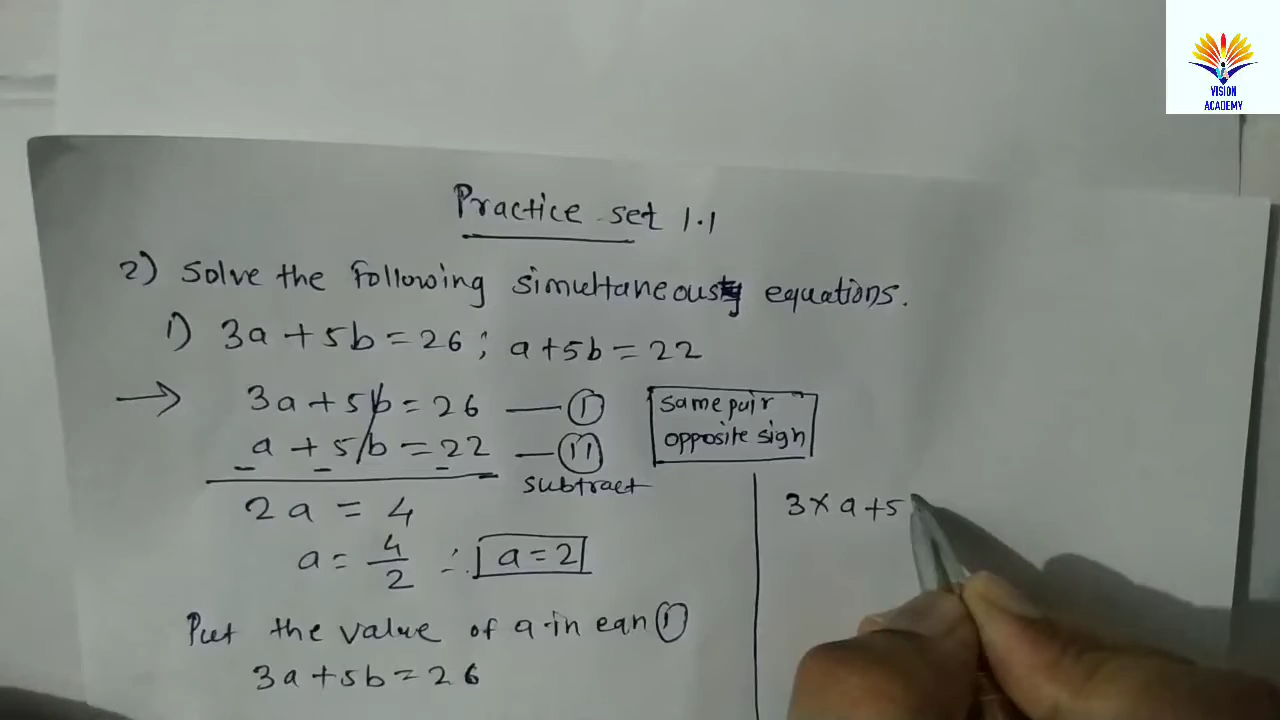 VISION
ACADEMY
Practice set 1.1
2) Solve the following simultaneous equations.
1) 3a + 5b = 26 ; a + 5b = 22
→ 3a + 5b = 26 — I
a + 5b = 22 — II
- - -
subtract
same pair
opposite sign
2a = 4
a = 4/2 ∴ a = 2
Put the value of a in eqn I
3a + 5b = 26
3 × a + 5